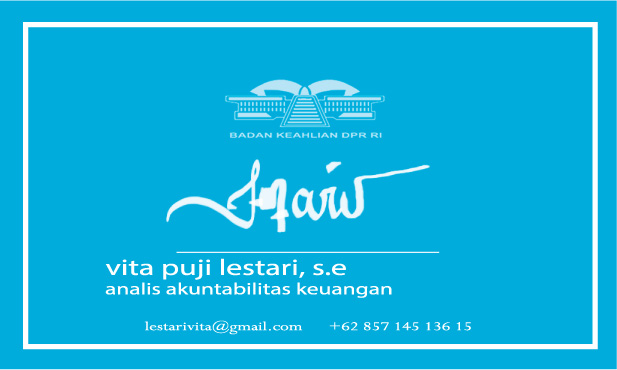 BADAN KEAHLIAN DPR RI
vita puji lestari, s.e
analis akuntabilitas keuangan
lestarivita@gmail.com +62 857 145 136 15